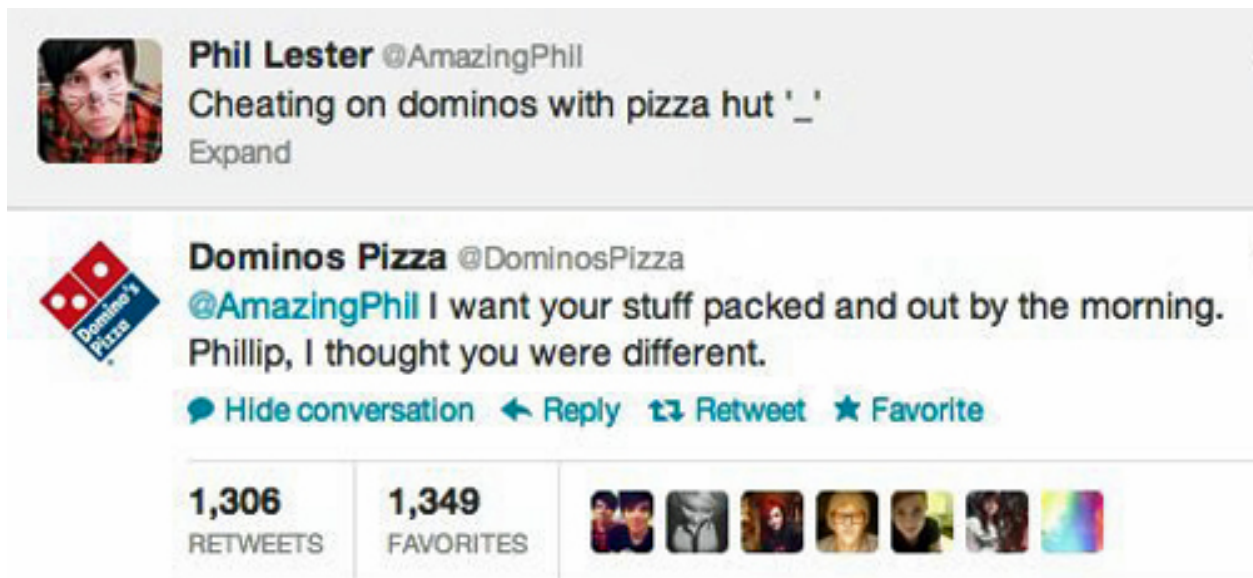 Phil Lester @AmazingPhil
Cheating on dominos with pizza hut '_'
Expand
Dominos Pizza @DominosPizza
Domino's
Pizza
@AmazingPhil I want your stuff packed and out by the morning.
Phillip, I thought you were different.
Hide conversation Reply Retweet Favorite
1,306 1,349
RETWEETS FAVORITES